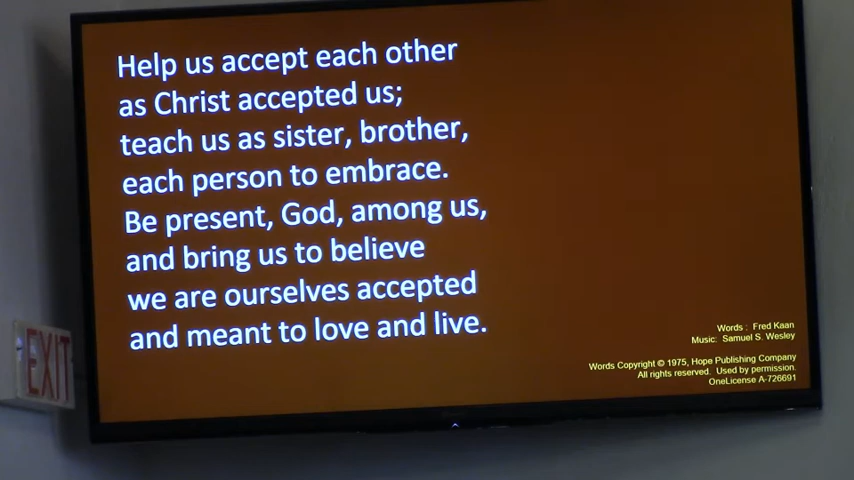 Help us accept each other
as Christ accepted us;
teach us as sister, brother,
each person to embrace.
Be present, God, among us,
and bring us to believe
we are ourselves accepted
and meant to love and live.
Words : Fred Kaan
Music: Samuel S. Wesley
Words Copyright © 1975, Hope Publishing Company
All rights reserved. Used by permission.
OneLicense A-726691
EXIT